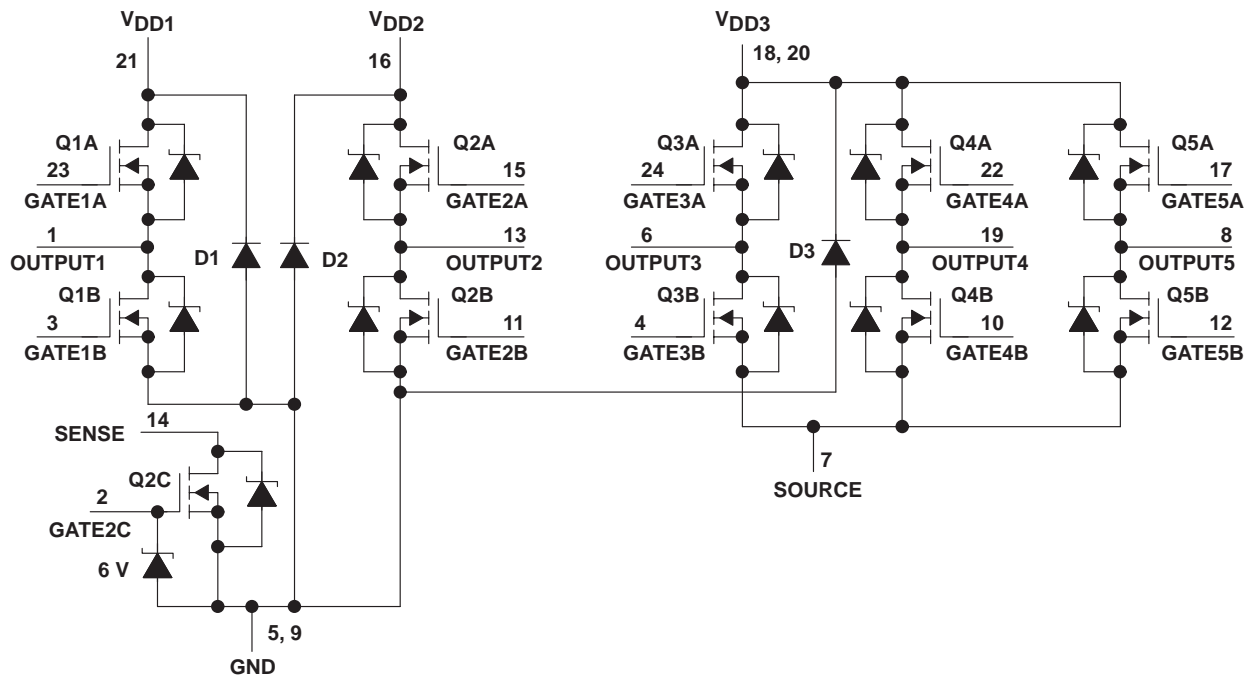 VDD1 VDD2 VDD3
21 16 18, 20
Q1A Q2A Q3A Q4A Q5A
23 15 24 22 17
GATE1A GATE2A GATE3A GATE4A GATE5A
1 13 6 19 8
OUTPUT1 D1 D2 OUTPUT2 OUTPUT3 D3 OUTPUT4 OUTPUT5
Q1B Q2B Q3B Q4B Q5B
3 11 4 10 12
GATE1B GATE2B GATE3B GATE4B GATE5B
14
SENSE
Q2C
7
2
SOURCE
GATE2C
6 V
5, 9
GND